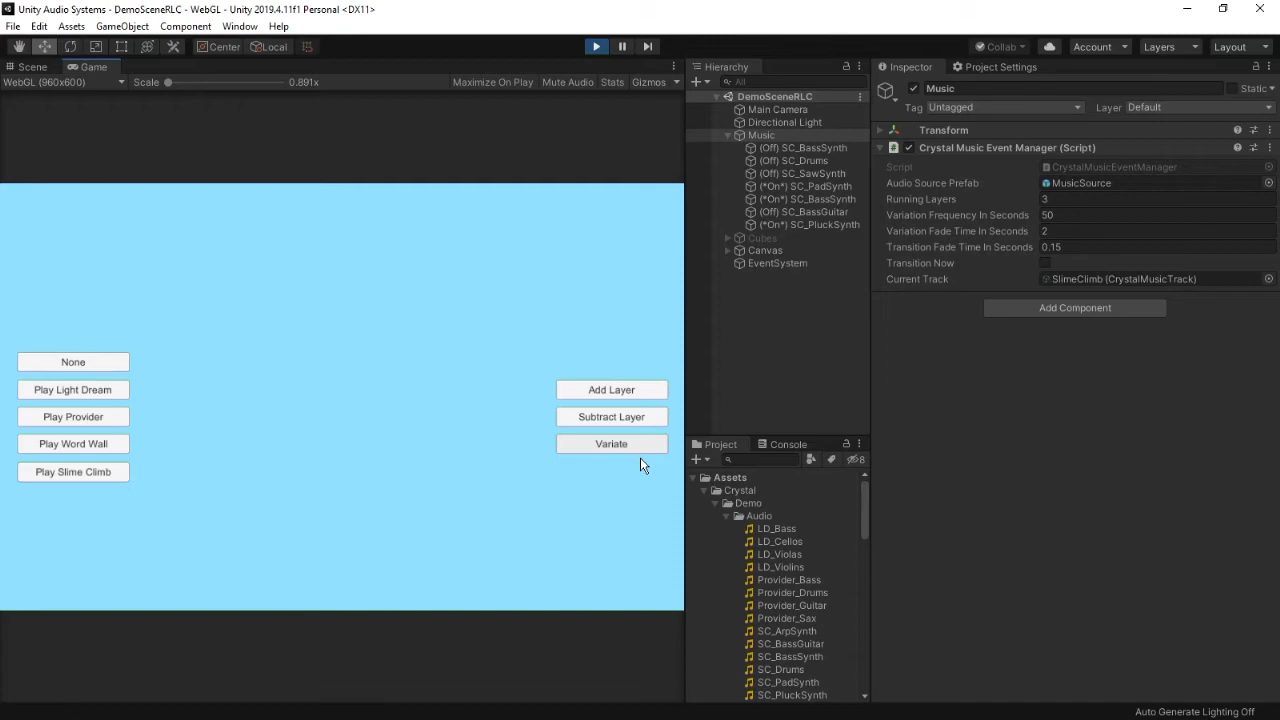 Unity Audio Systems - DemoSceneRLC - WebGL - Unity 2019.4.11f1 Personal <DX11>
File Edit Assets GameObject Component Window Help
Center Local Collab Account Layers Layout
Scene Game
WebGL (960x600) Scale 0.891x Maximize On Play Mute Audio Stats Gizmos
None
Play Light Dream
Play Provider
Play Word Wall
Play Slime Climb
Add Layer
Subtract Layer
Variate
Hierarchy
All
DemoSceneRLC
Main Camera
Directional Light
Music
(Off) SC_BassSynth
(Off) SC_Drums
(Off) SC_SawSynth
(*On*) SC_PadSynth
(*On*) SC_BassSynth
(Off) SC_BassGuitar
(*On*) SC_PluckSynth
Cubes
Canvas
EventSystem
Project Console
8
Assets
Crystal
Demo
Audio
LD_Bass
LD_Cellos
LD_Violas
LD_Violins
Provider_Bass
Provider_Drums
Provider_Guitar
Provider_Sax
SC_ArpSynth
SC_BassGuitar
SC_BassSynth
SC_Drums
SC_PadSynth
SC_PluckSynth
Inspector Project Settings
Music Static
Tag Untagged Layer Default
Transform
Crystal Music Event Manager (Script)
Script CrystalMusicEventManager
Audio Source Prefab MusicSource
Running Layers 3
Variation Frequency In Seconds 50
Variation Fade Time In Seconds 2
Transition Fade Time In Seconds 0.15
Transition Now
Current Track SlimeClimb (CrystalMusicTrack)
Add Component
Auto Generate Lighting Off